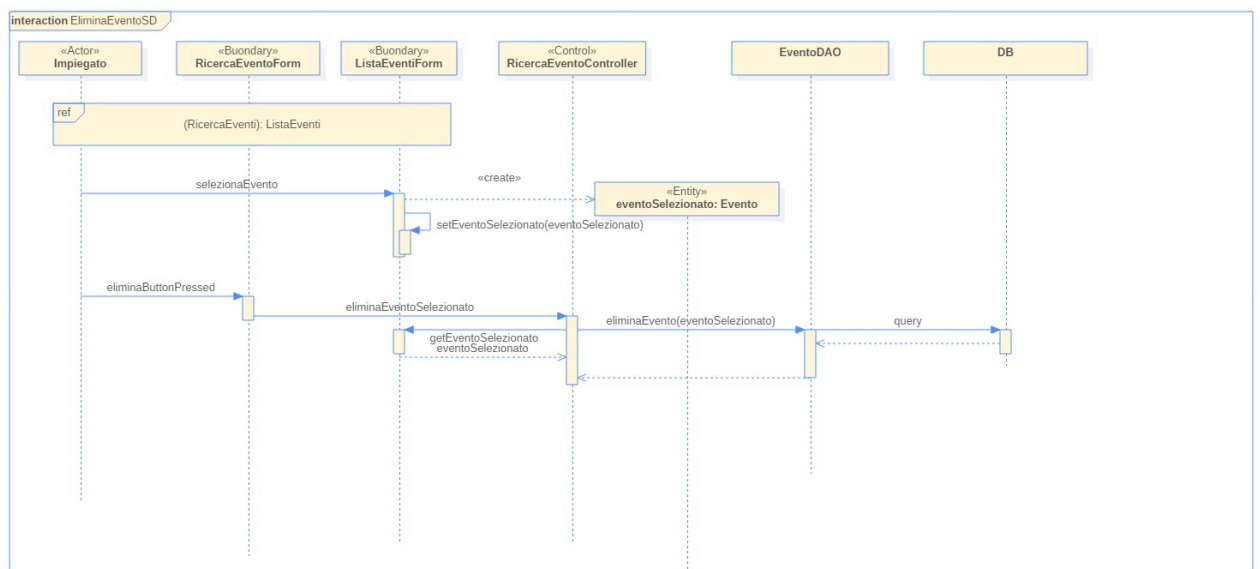 interaction EliminaEventoSD
«Actor»
Impiegato
«Buondary»
RicercaEventoForm
«Buondary»
ListaEventiForm
«Control»
RicercaEventoController
EventoDAO
DB
ref
(RicercaEventi): ListaEventi
selezionaEvento
«create»
«Entity»
eventoSelezionato: Evento
setEventoSelezionato(eventoSelezionato)
eliminaButtonPressed
eliminaEventoSelezionato
eliminaEvento(eventoSelezionato)
query
getEventoSelezionato
eventoSelezionato